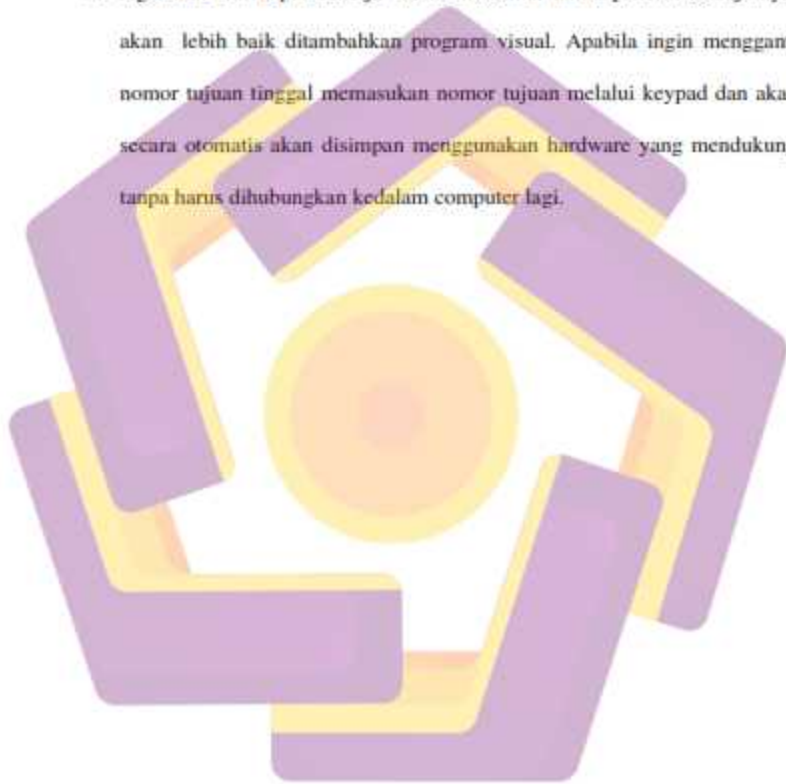 akan lebih baik ditambahkan program visual. Apabila ingin menggant
nomor tujuan tinggal memasukan nomor tujuan melalui keypad dan aka
secara otomatis akan disimpan menggunakan hardware yang mendukun
tanpa harus dihubungkan kedalam computer lagi.